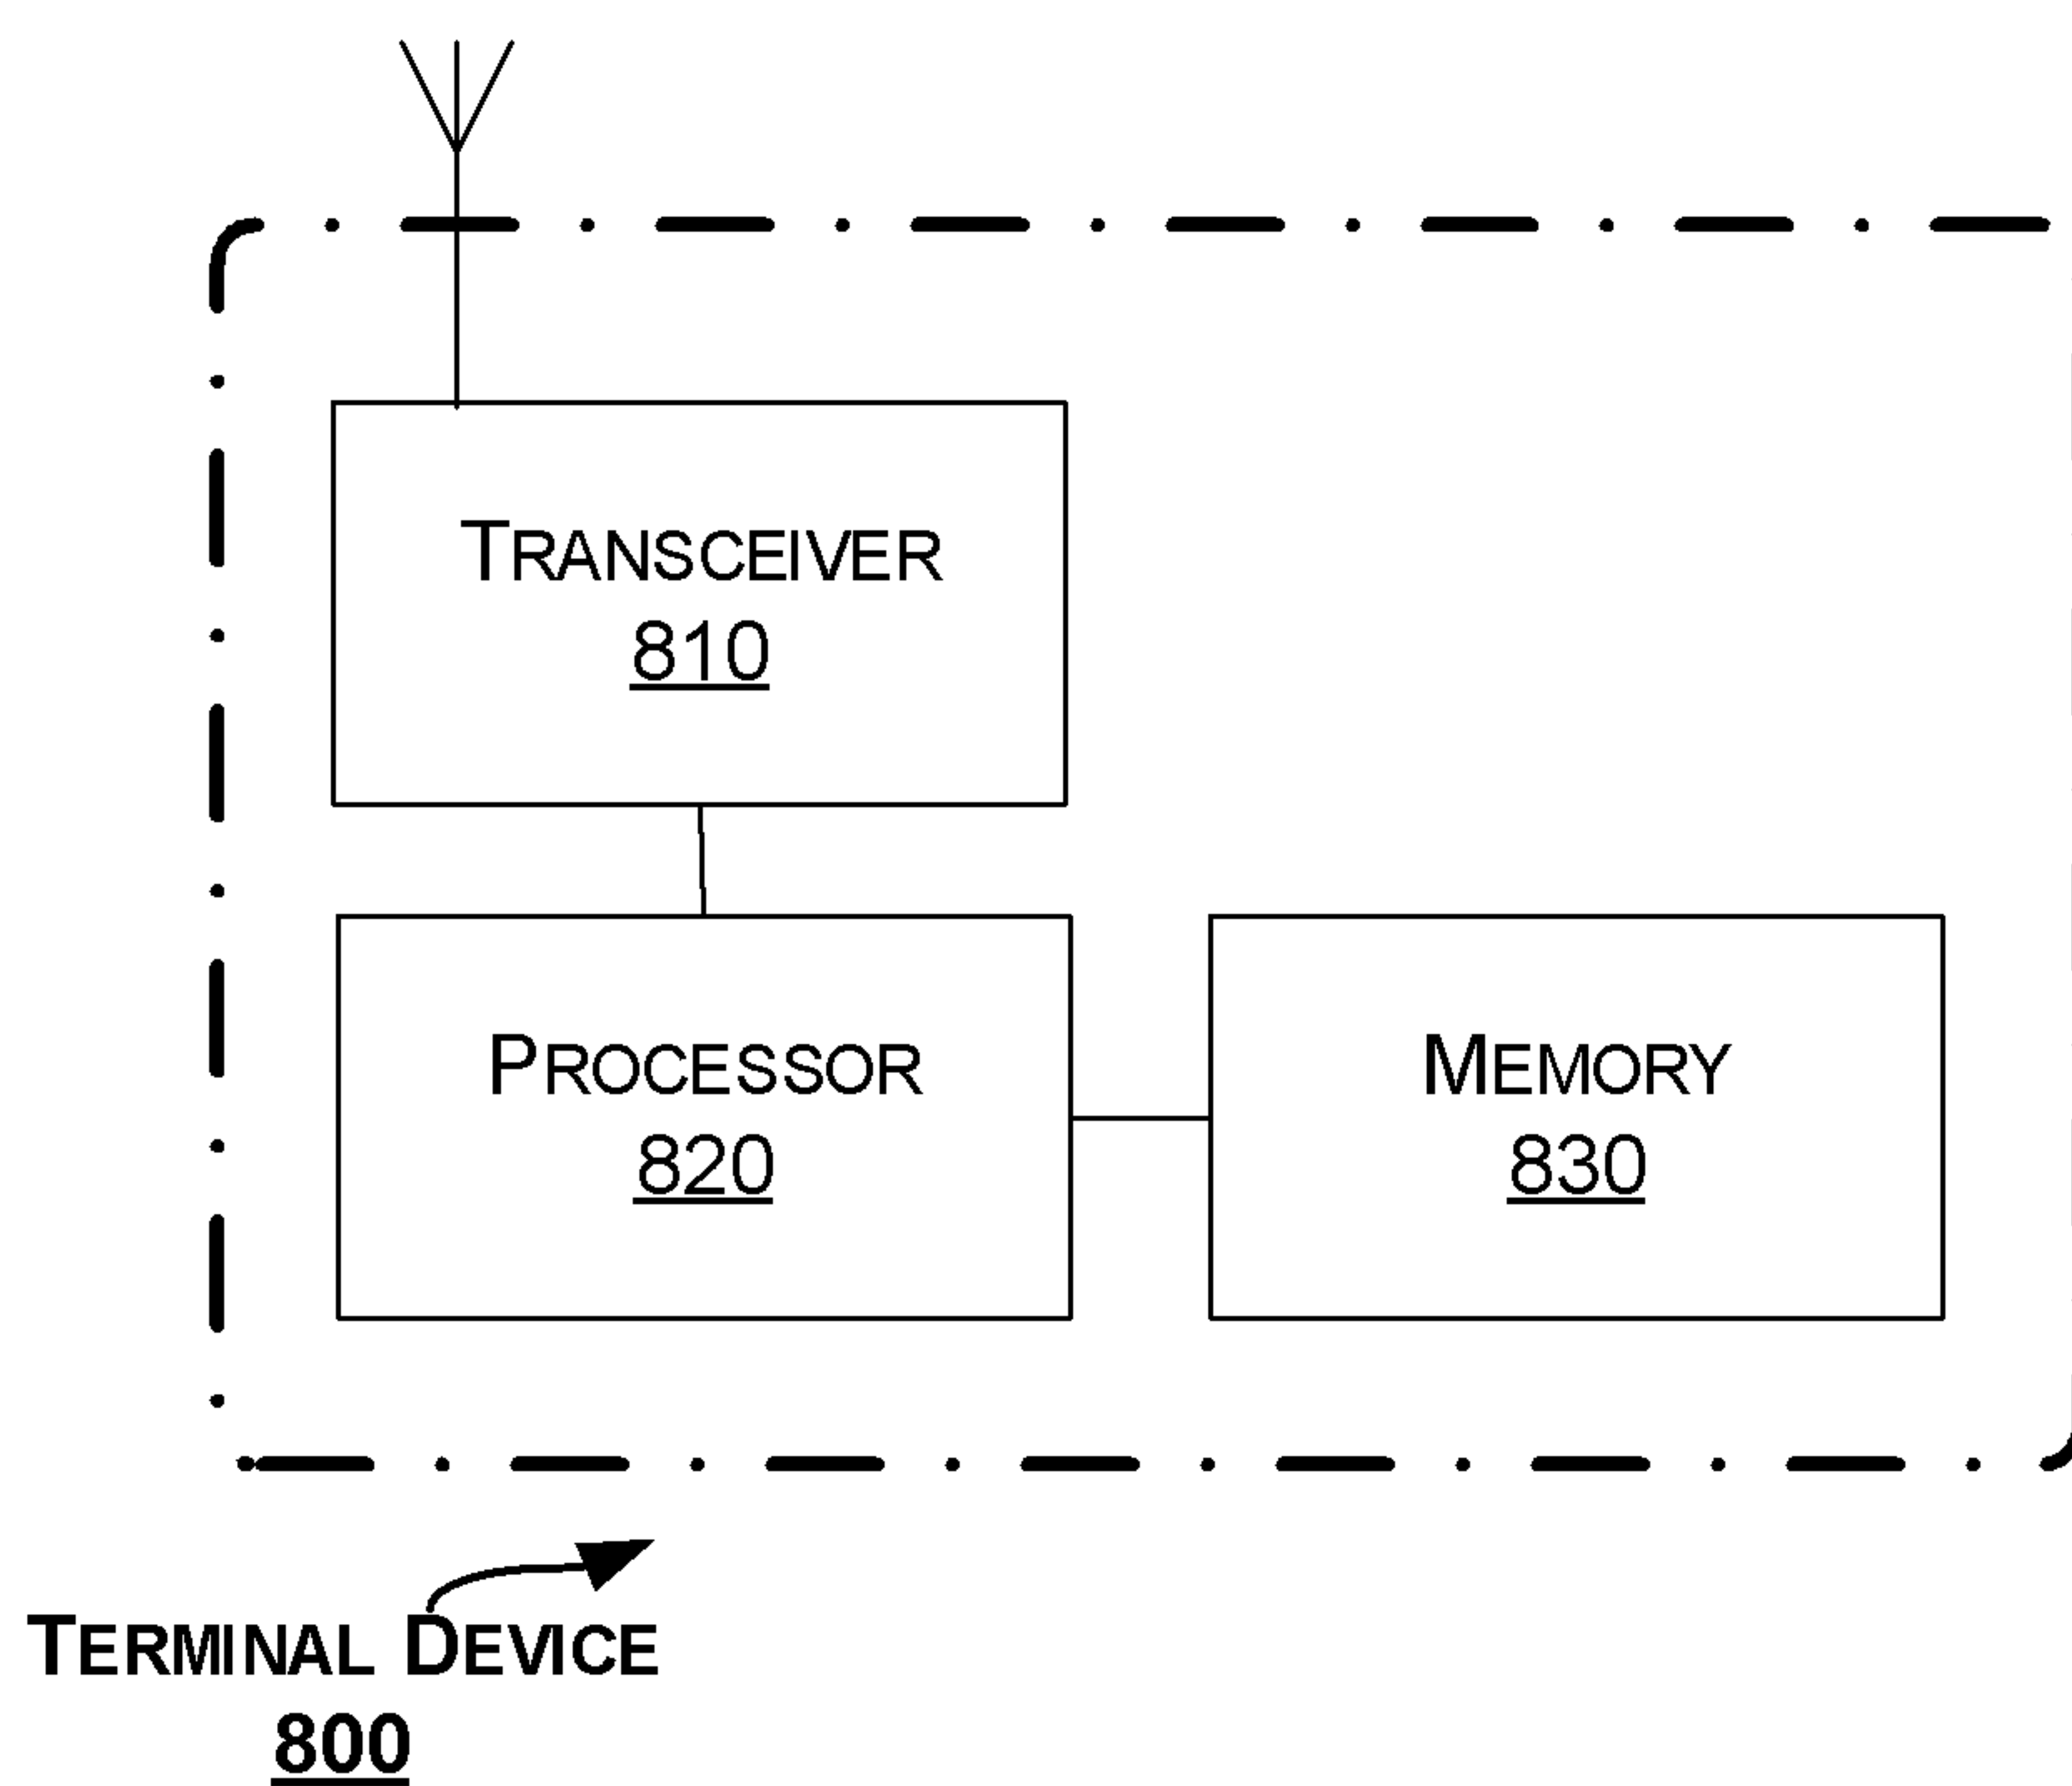 TRANSCEIVER
810
PROCESSOR
820
MEMORY
830
TERMINAL DEVICE
800